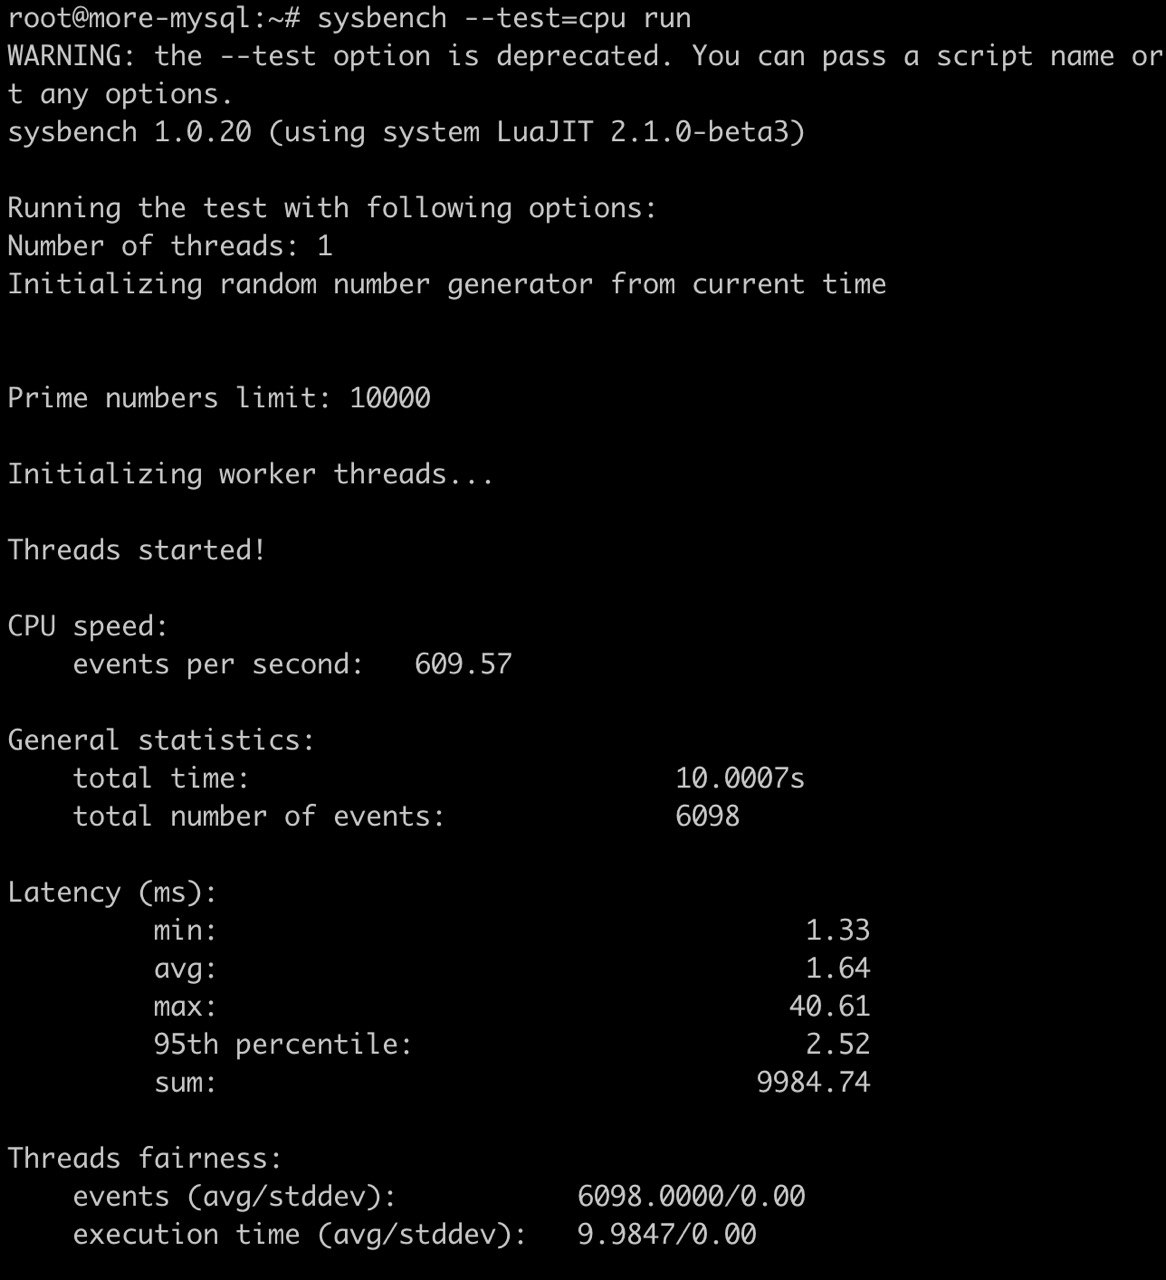 root@more-mysql:~# sysbench --test=cpu run
WARNING: the --test option is deprecated. You can pass a script name or
t any options.
sysbench 1.0.20 (using system LuaJIT 2.1.0-beta3)
Running the test with following options:
Number of threads: 1
Initializing random number generator from current time
Prime numbers limit: 10000
Initializing worker threads...
Threads started!
CPU speed:
events per second: 609.57
General statistics:
total time: 10.0007s
total number of events: 6098
Latency (ms):
min: 1.33
avg: 1.64
max: 40.61
95th percentile: 2.52
sum: 9984.74
Threads fairness:
events (avg/stddev): 6098.0000/0.00
execution time (avg/stddev): 9.9847/0.00